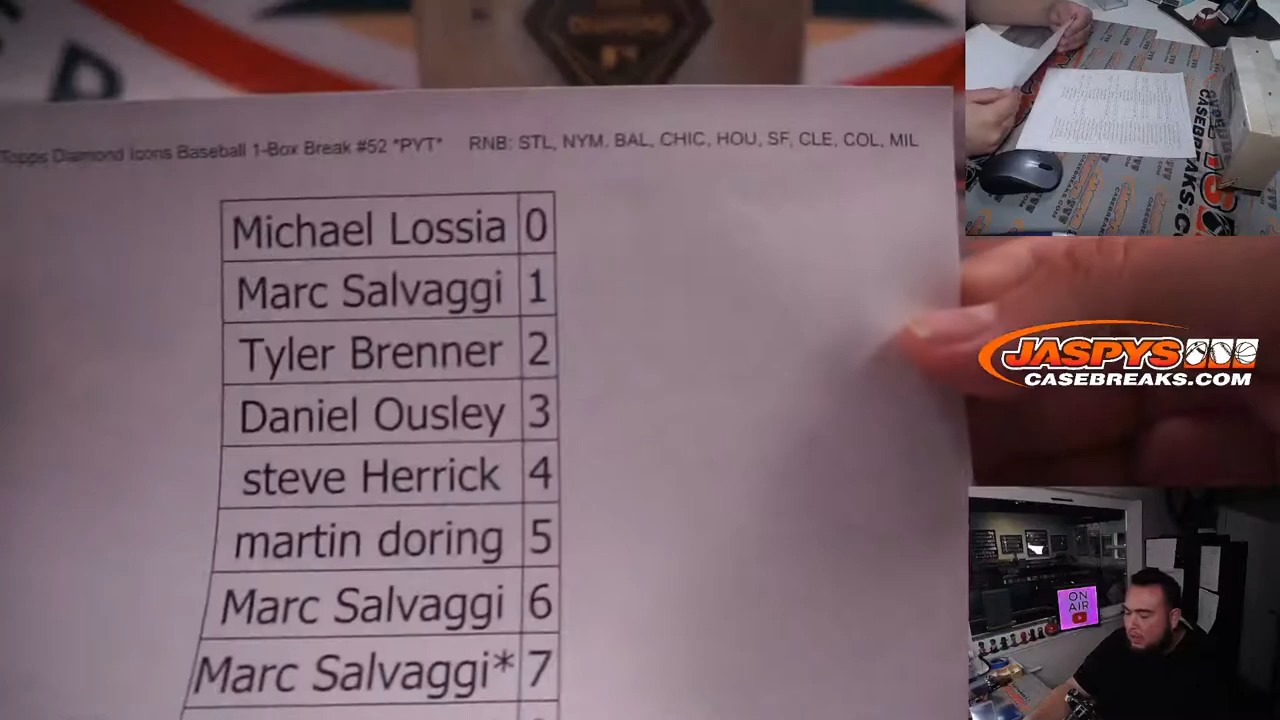 DIAMOND
Topps Diamond Icons Baseball 1-Box Break #52 *PYT* RNB: STL, NYM. BAL, CHIC, HOU, SF, CLE, COL, MIL
Michael Lossia 0
Marc Salvaggi 1
Tyler Brenner 2
Daniel Ousley 3
steve Herrick 4
martin doring 5
Marc Salvaggi 6
Marc Salvaggi* 7
JASPYS
CASEBREAKS.COM
ON
AIR